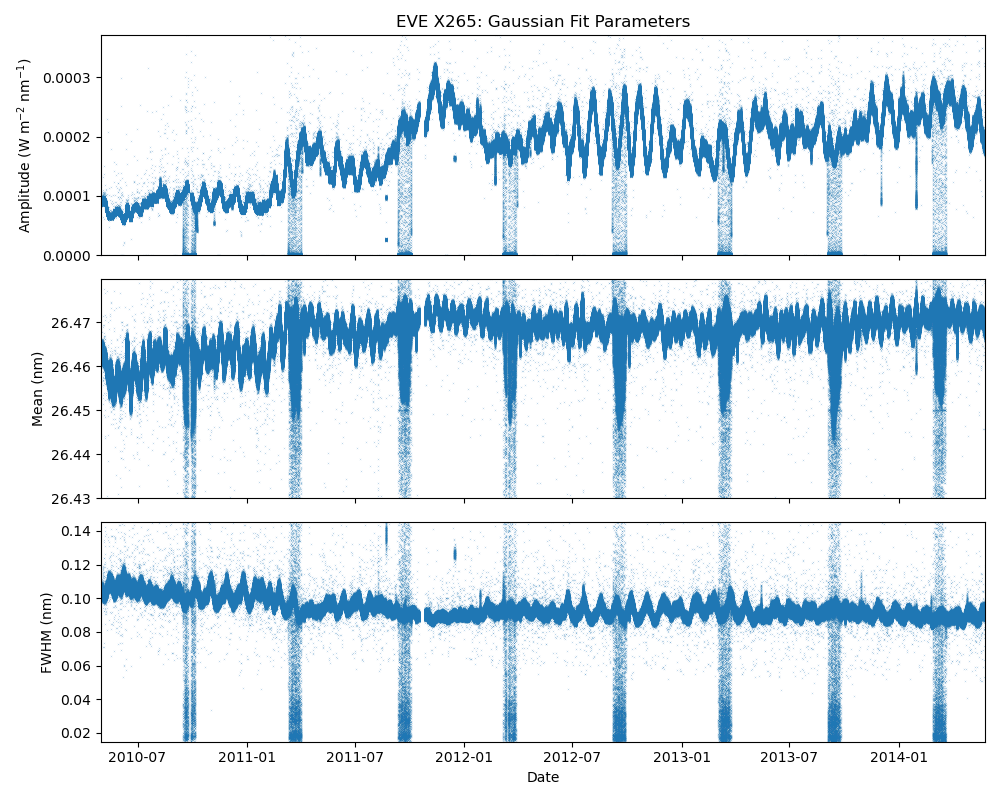 EVE X265: Gaussian Fit Parameters
Amplitude (W m⁻² nm⁻¹)
0.0003
0.0002
0.0001
0.0000
Mean (nm)
26.47
26.46
26.45
26.44
26.43
FWHM (nm)
0.14
0.12
0.10
0.08
0.06
0.04
0.02
2010-07 2011-01 2011-07 2012-01 2012-07 2013-01 2013-07 2014-01
Date